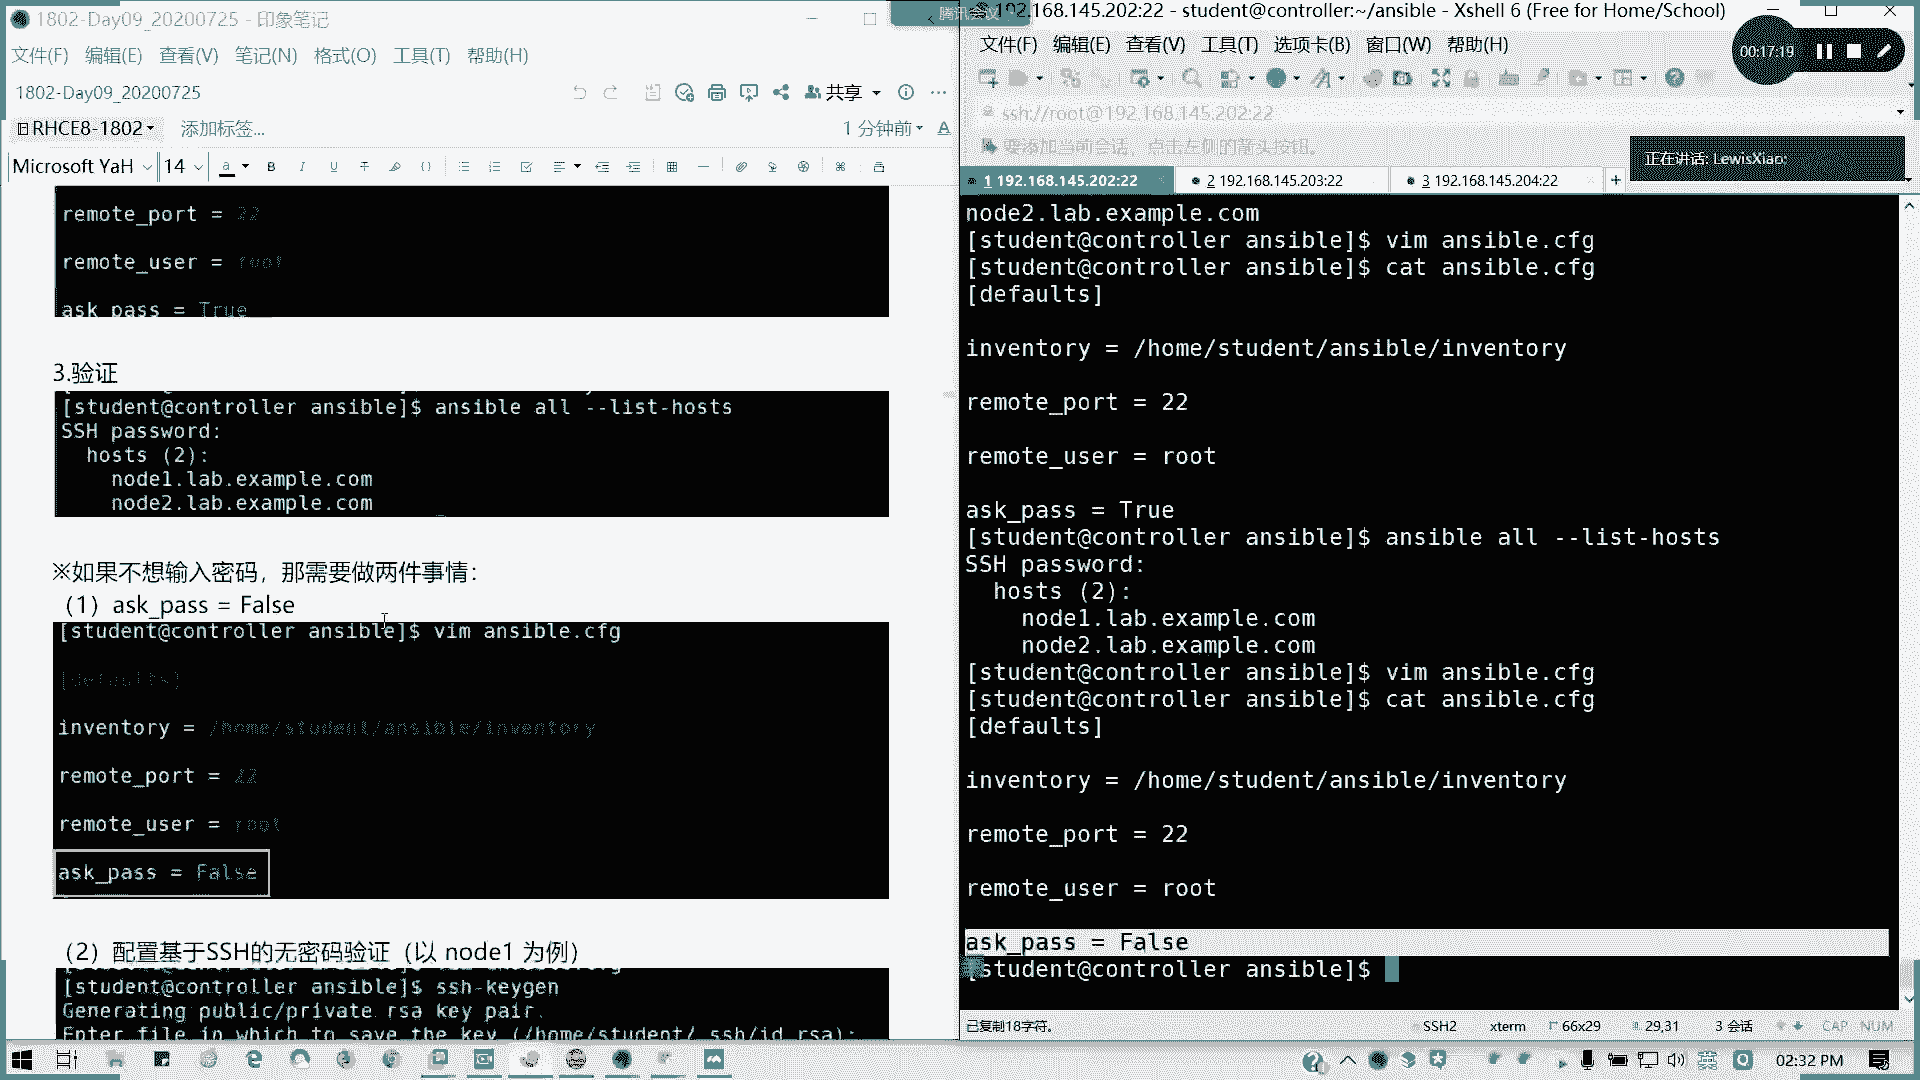 1802-Day09_20200725 - 印象笔记
文件(F) 编辑(E) 查看(V) 笔记(N) 格式(O) 工具(T) 帮助(H)
1802-Day09_20200725
共享
RHCE8-1802 添加标签...
1 分钟前
Microsoft YaH 14
remote_port = 22
remote_user = root
ask_pass = True
3.验证
[student@controller ansible]$ ansible all --list-hosts
SSH password:
hosts (2):
node1.lab.example.com
node2.lab.example.com
※如果不想输入密码，那需要做两件事情：
（1）ask_pass = False
[student@controller ansible]$ vim ansible.cfg
[defaults]
inventory = /home/student/ansible/inventory
remote_port = 22
remote_user = root
ask_pass = False
（2）配置基于SSH的无密码验证（以 node1 为例）
[student@controller ansible]$ ssh-keygen
Generating public/private rsa key pair.
Enter file in which to save the key (/home/student/.ssh/id_rsa):
腾讯会议
192.168.145.202:22 - student@controller:~/ansible - Xshell 6 (Free for Home/School)
文件(F) 编辑(E) 查看(V) 工具(T) 选项卡(B) 窗口(W) 帮助(H)
00:17:19
ssh://root@192.168.145.202:22
要添加当前会话，点击左侧的箭头按钮。
正在讲话: LewisXiao:
1 192.168.145.202:22
2 192.168.145.203:22
3 192.168.145.204:22
node2.lab.example.com
[student@controller ansible]$ vim ansible.cfg
[student@controller ansible]$ cat ansible.cfg
[defaults]
inventory = /home/student/ansible/inventory
remote_port = 22
remote_user = root
ask_pass = True
[student@controller ansible]$ ansible all --list-hosts
SSH password:
hosts (2):
node1.lab.example.com
node2.lab.example.com
[student@controller ansible]$ vim ansible.cfg
[student@controller ansible]$ cat ansible.cfg
[defaults]
inventory = /home/student/ansible/inventory
remote_port = 22
remote_user = root
ask_pass = False
[student@controller ansible]$
已复制18字符。
SSH2 xterm 66x29 29,31 3 会话 CAP NUM
英
02:32 PM